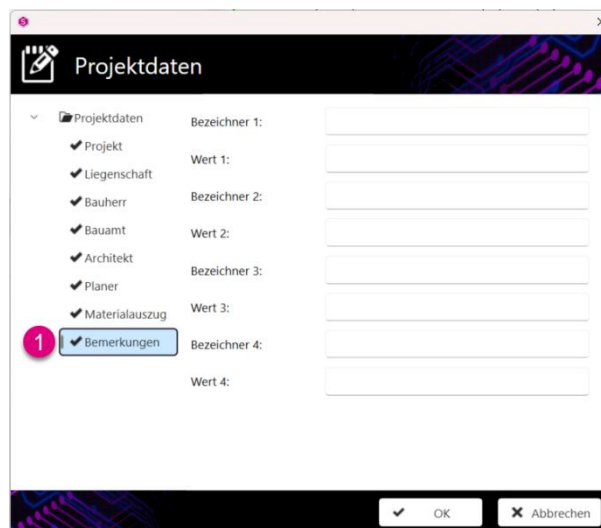 Projektdaten
Projektdaten
Projekt
Liegenschaft
Bauherr
Bauamt
Architekt
Planer
Materialauszug
1 Bemerkungen
Bezeichner 1:
Wert 1:
Bezeichner 2:
Wert 2:
Bezeichner 3:
Wert 3:
Bezeichner 4:
Wert 4:
OK
Abbrechen